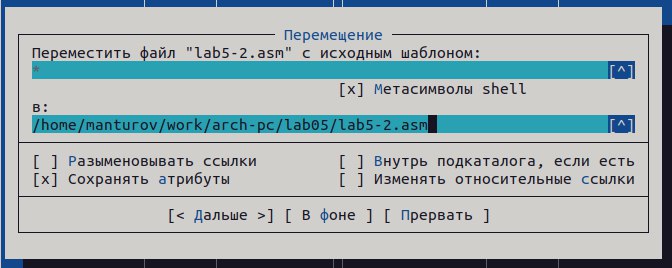 Перемещение
Переместить файл "lab5-2.asm" с исходным шаблоном:
* [^]
[x] Метасимволы shell
в:
/home/manturov/work/arch-pc/lab05/lab5-2.asm [^]
[ ] Разыменовывать ссылки [ ] Внутрь подкаталога, если есть
[x] Сохранять атрибуты [ ] Изменять относительные ссылки
[< Дальше >] [ В фоне ] [ Прервать ]